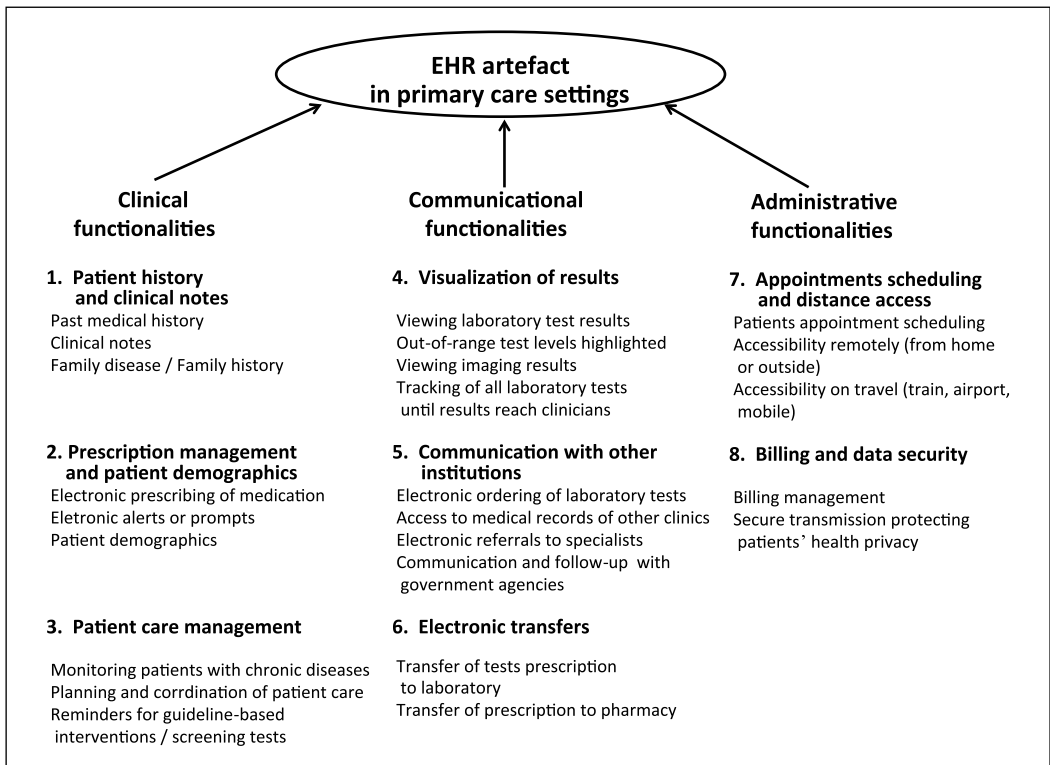 EHR artefact
in primary care settings
Clinical
functionalities
1. Patient history
and clinical notes
Past medical history
Clinical notes
Family disease / Family history
2. Prescription management
and patient demographics
Electronic prescribing of medication
Eletronic alerts or prompts
Patient demographics
3. Patient care management
Monitoring patients with chronic diseases
Planning and corrdination of patient care
Reminders for guideline-based
interventions / screening tests
Communicational
functionalities
4. Visualization of results
Viewing laboratory test results
Out-of-range test levels highlighted
Viewing imaging results
Tracking of all laboratory tests
until results reach clinicians
5. Communication with other
institutions
Electronic ordering of laboratory tests
Access to medical records of other clinics
Electronic referrals to specialists
Communication and follow-up with
government agencies
6. Electronic transfers
Transfer of tests prescription
to laboratory
Transfer of prescription to pharmacy
Administrative
functionalities
7. Appointments scheduling
and distance access
Patients appointment scheduling
Accessibility remotely (from home
or outside)
Accessibility on travel (train, airport,
mobile)
8. Billing and data security
Billing management
Secure transmission protecting
patients’ health privacy